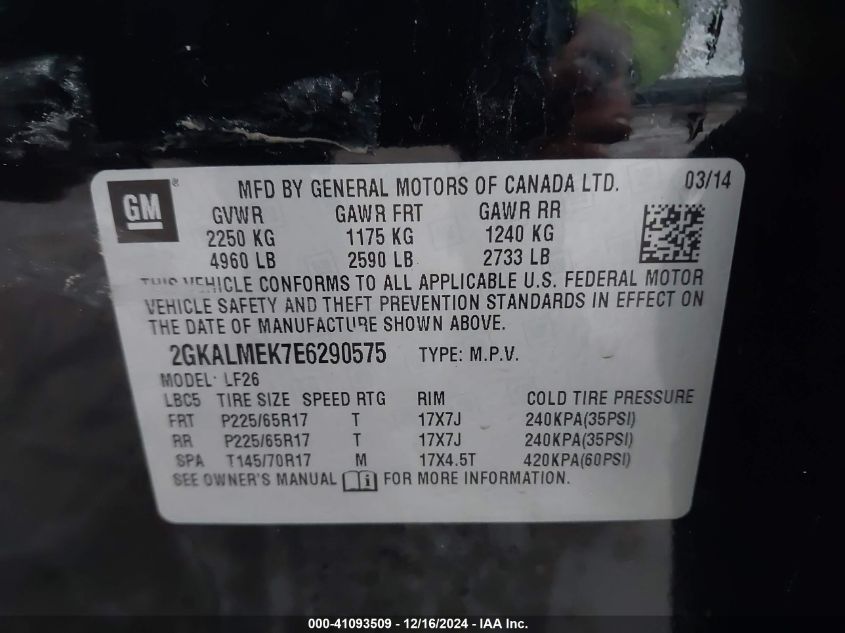 GM ® MFD BY GENERAL MOTORS OF CANADA LTD. 03/14
GVWR GAWR FRT GAWR RR
2250 KG 1175 KG 1240 KG
4960 LB 2590 LB 2733 LB
THIS VEHICLE CONFORMS TO ALL APPLICABLE U.S. FEDERAL MOTOR
VEHICLE SAFETY AND THEFT PREVENTION STANDARDS IN EFFECT ON
THE DATE OF MANUFACTURE SHOWN ABOVE.
2GKALMEK7E6290575 TYPE: M.P.V.
MODEL: LF26
LBC5 TIRE SIZE SPEED RTG RIM COLD TIRE PRESSURE
FRT P225/65R17 T 17X7J 240KPA(35PSI)
RR P225/65R17 T 17X7J 240KPA(35PSI)
SPA T145/70R17 M 17X4.5T 420KPA(60PSI)
SEE OWNER'S MANUAL i FOR MORE INFORMATION.
000-41093509 - 12/16/2024 - IAA Inc.